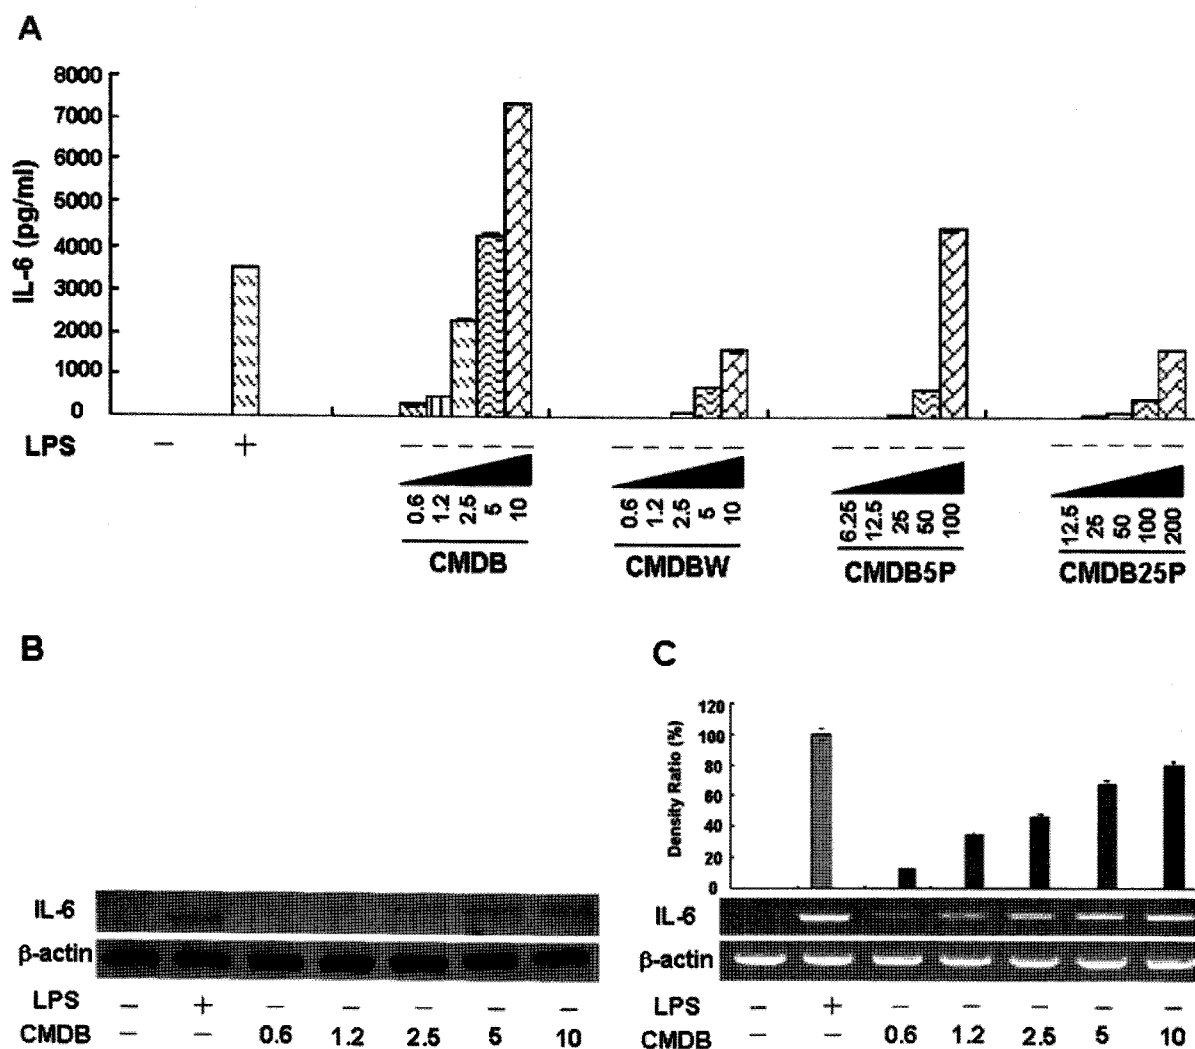 A
8000
7000
6000
5000
4000
3000
2000
1000
0
IL-6 (pg/ml)
LPS − + − − − − − − − − − − − − − − − − − − − −
0.6 1.2 2.5 5 10 0.6 1.2 2.5 5 10 6.25 12.5 25 50 100 12.5 25 50 100 200
CMDB CMDBW CMDB5P CMDB25P
B
IL-6
β-actin
LPS − + − − − − −
CMDB − − 0.6 1.2 2.5 5 10
C
120
100
80
60
40
20
0
Density Ratio (%)
IL-6
β-actin
LPS − + − − − − −
CMDB − − 0.6 1.2 2.5 5 10